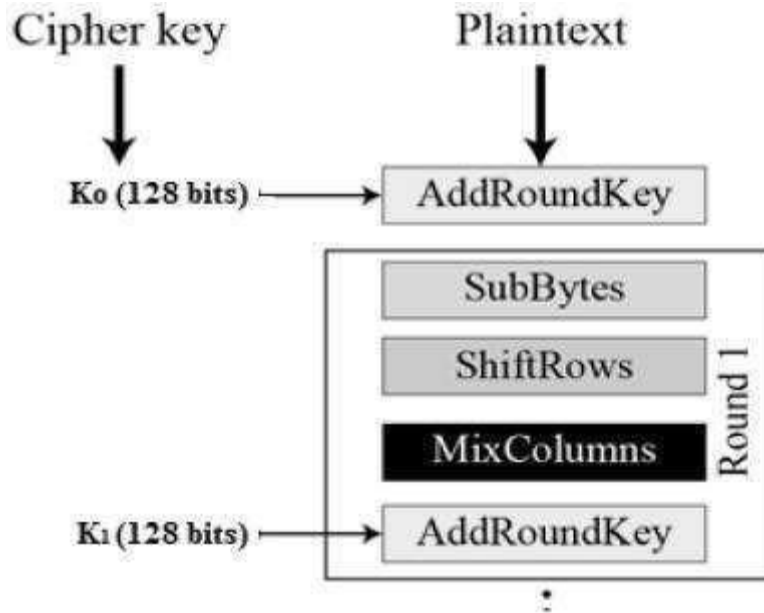 Cipher key
Plaintext
K₀ (128 bits)
AddRoundKey
SubBytes
ShiftRows
MixColumns
Round 1
K₁ (128 bits)
AddRoundKey